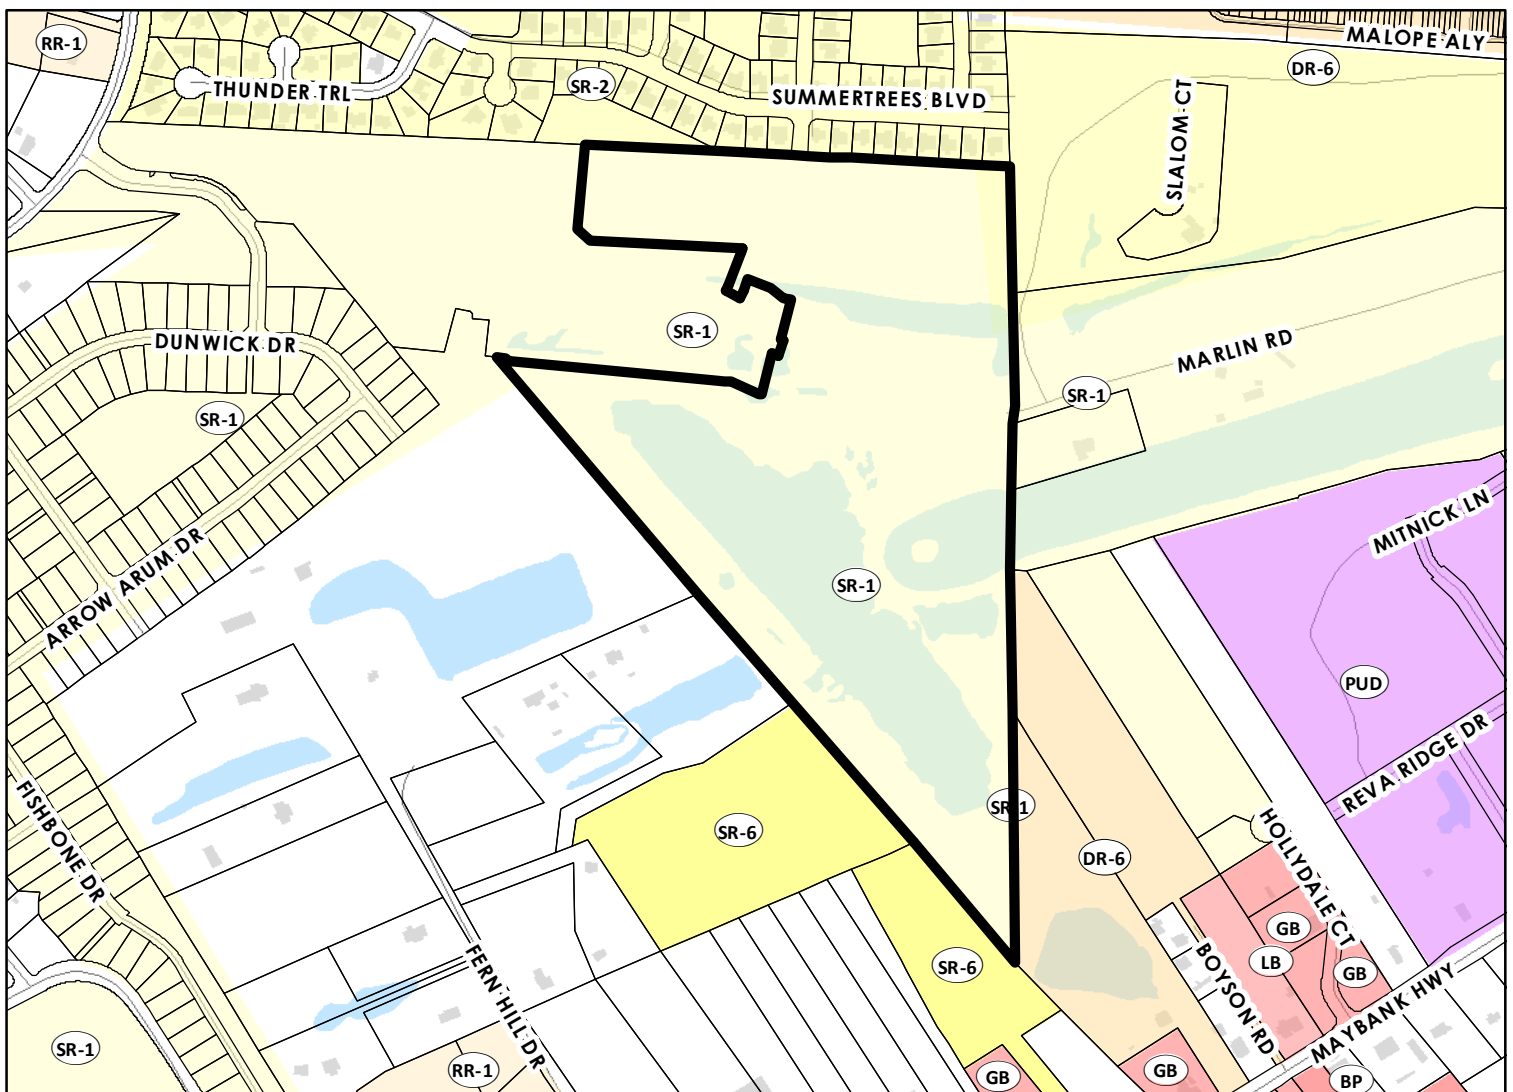 RR-1
MALOPE ALY
DR-6
THUNDER TRL
SR-2
SUMMERTREES BLVD
SLALOM CT
SR-1
DUNWICK DR
MARLIN RD
SR-1
SR-1
MITNICK LN
ARROW ARUM DR
SR-1
PUD
REVA RIDGE DR
SR-1
SR-6
FISHBONE DR
HOLLYDALE CT
DR-6
GB
LB
GB
SR-6
BOYSON RD
FERN HILL DR
MAYBANK HWY
SR-1
RR-1
GB
GB
BP